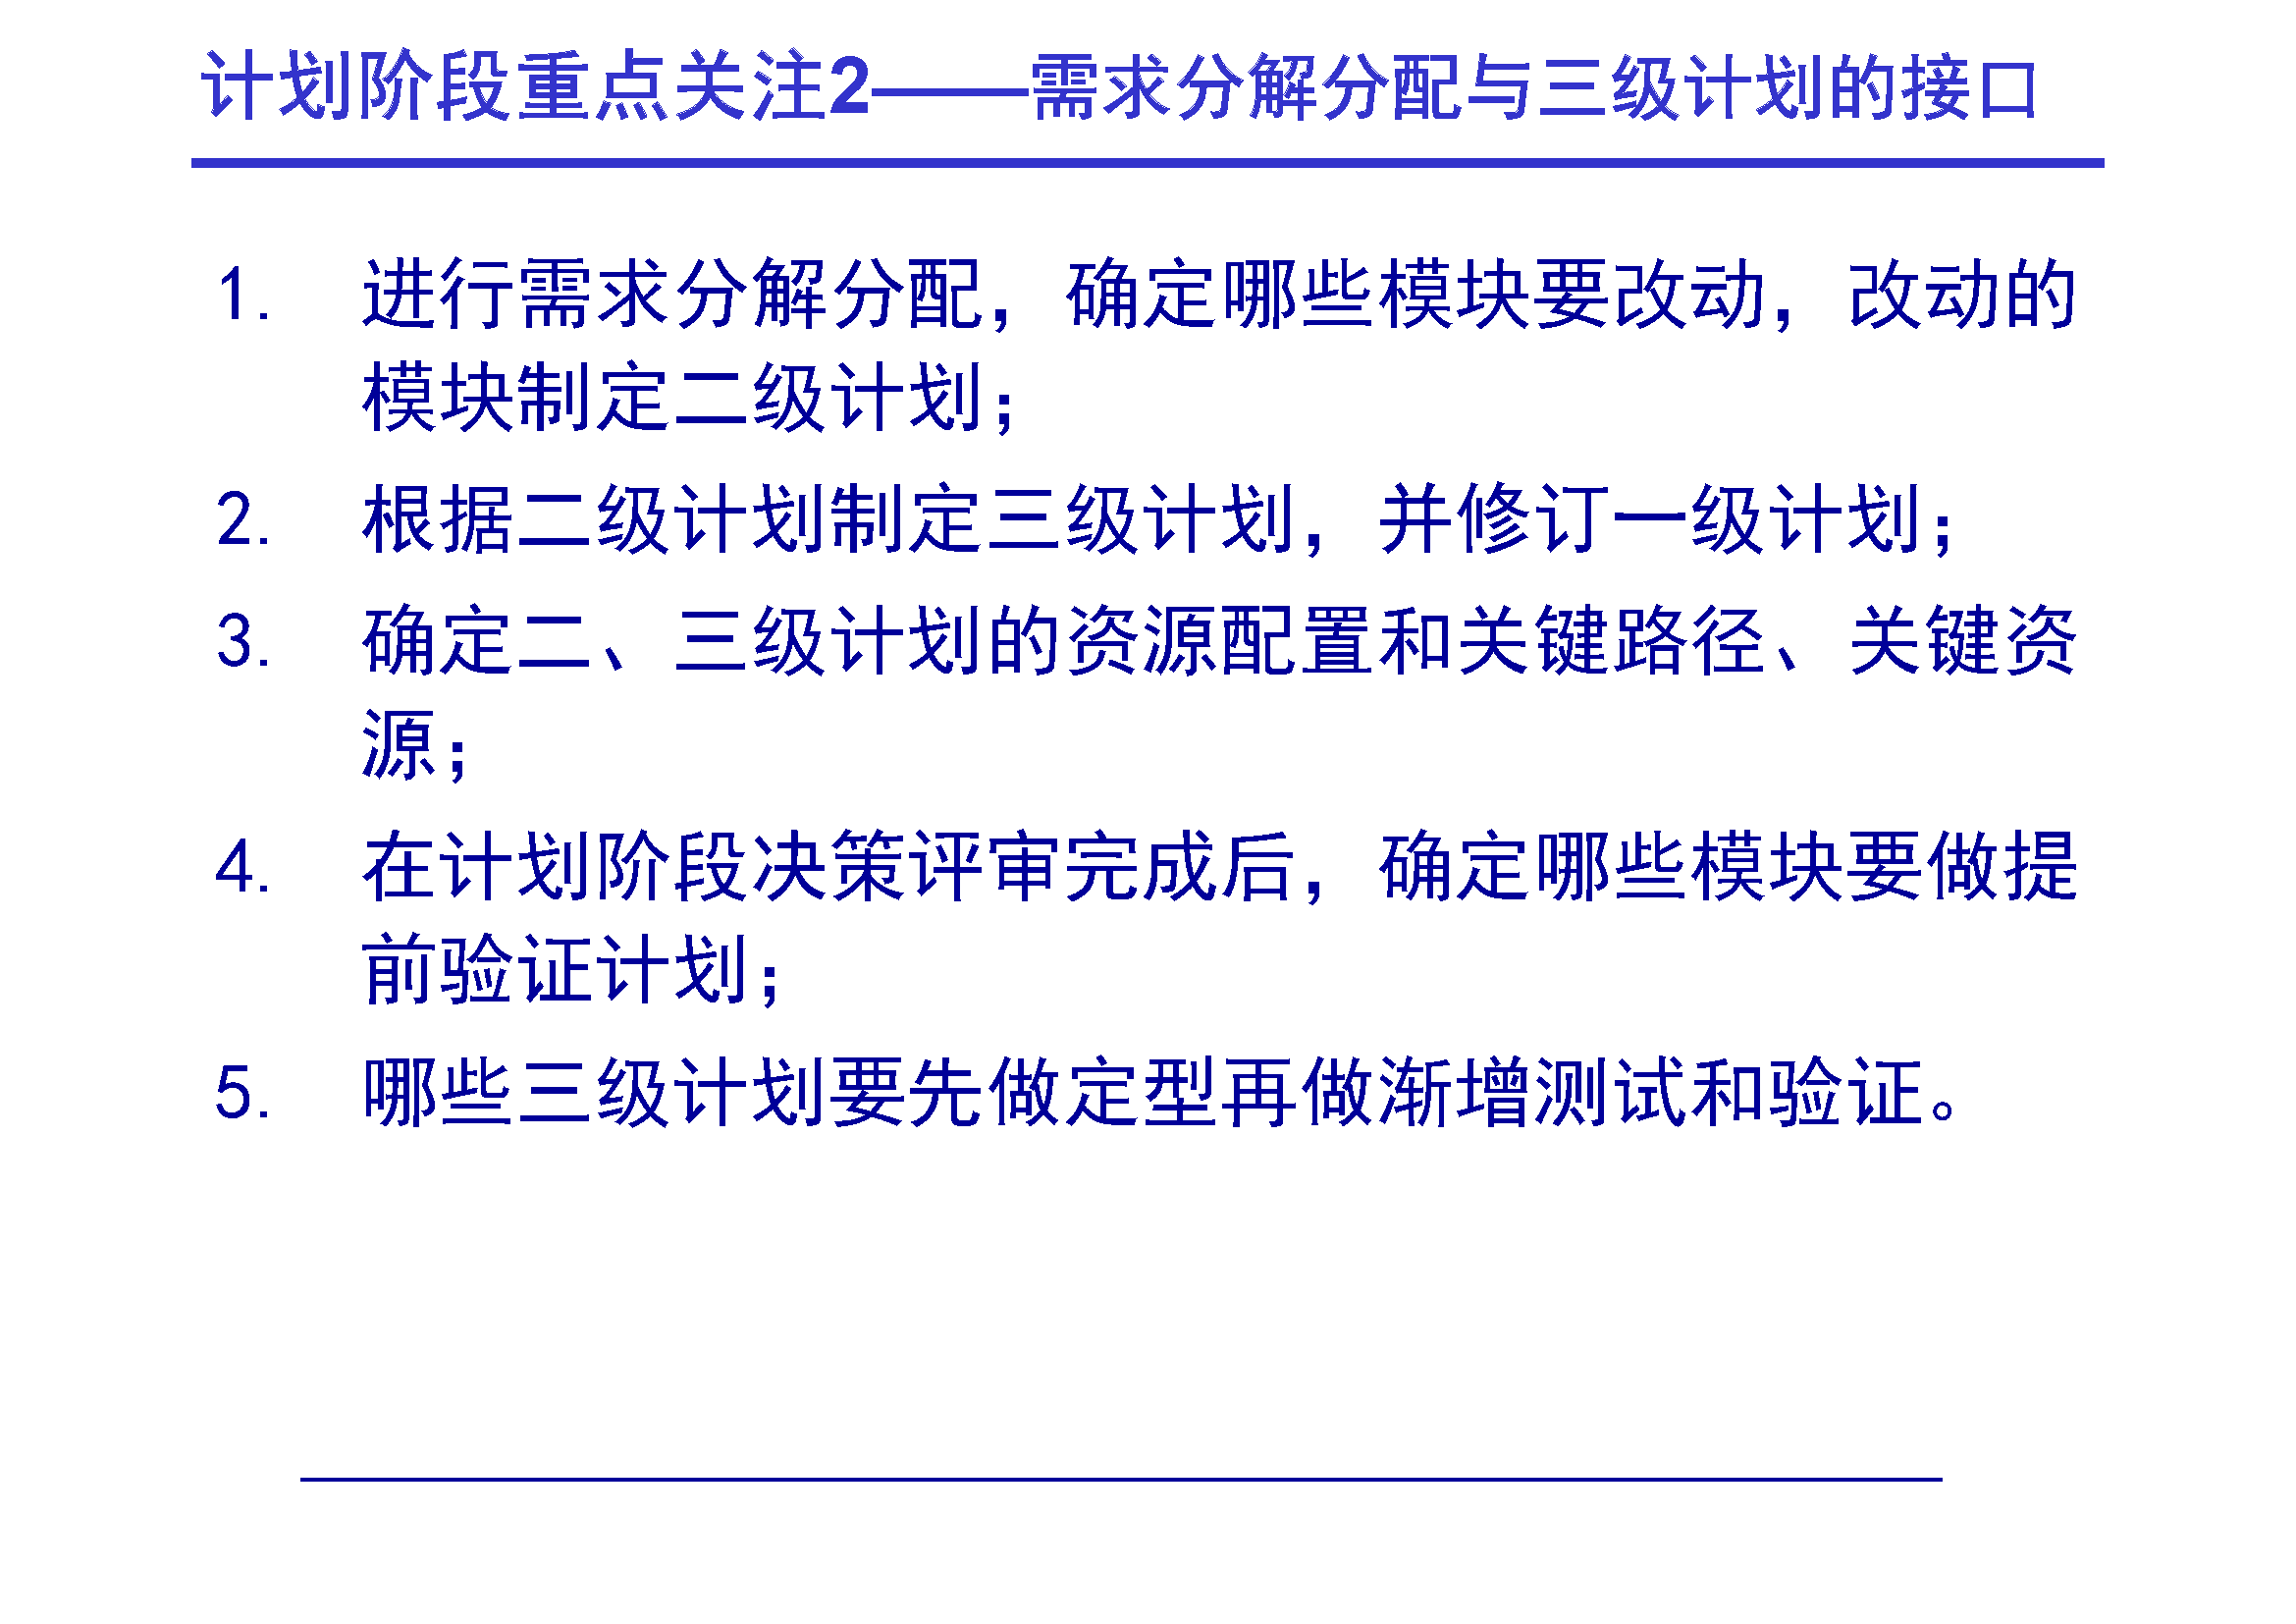 计划阶段重点关注2——需求分解分配与三级计划的接口
1. 进行需求分解分配，确定哪些模块要改动，改动的
模块制定二级计划；
2. 根据二级计划制定三级计划，并修订一级计划；
3. 确定二、三级计划的资源配置和关键路径、关键资
源；
4. 在计划阶段决策评审完成后，确定哪些模块要做提
前验证计划；
5. 哪些三级计划要先做定型再做渐增测试和验证。